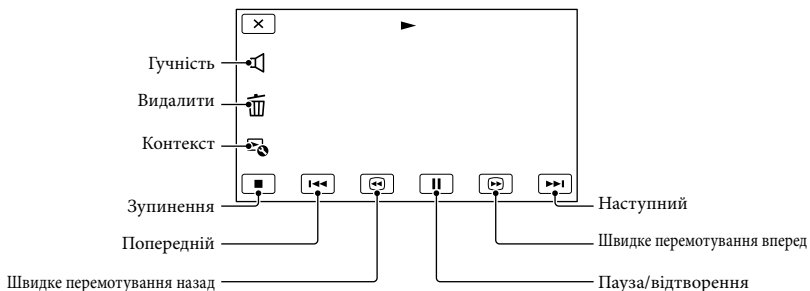 Гучність
Видалити
Контекст
Зупинення
Наступний
Попередній
Швидке перемотування вперед
Швидке перемотування назад
Пауза/відтворення